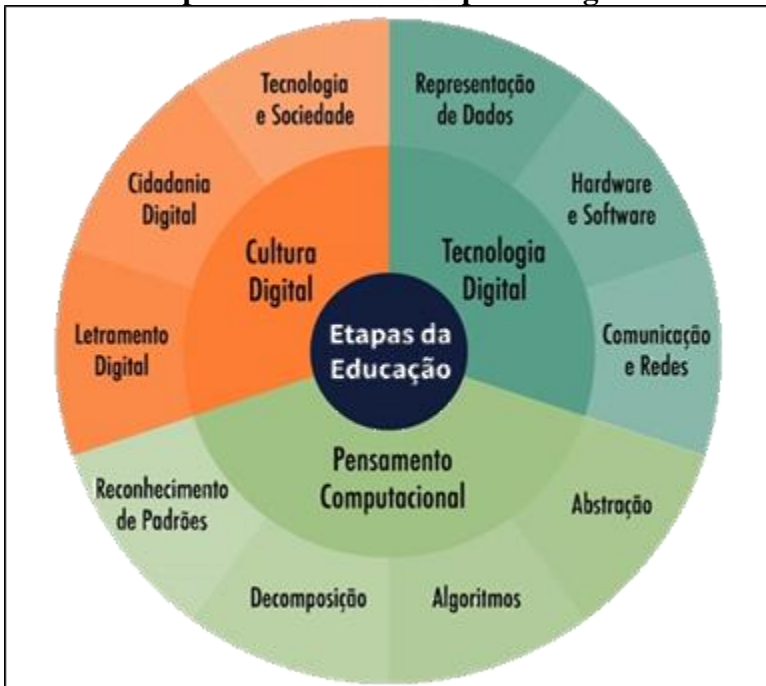 Tecnologia
e Sociedade
Representação
de Dados
Cidadania
Digital
Hardware
e Software
Cultura
Digital
Tecnologia
Digital
Letramento
Digital
Etapas da
Educação
Comunicação
e Redes
Pensamento
Computacional
Reconhecimento
de Padrões
Abstração
Decomposição
Algoritmos